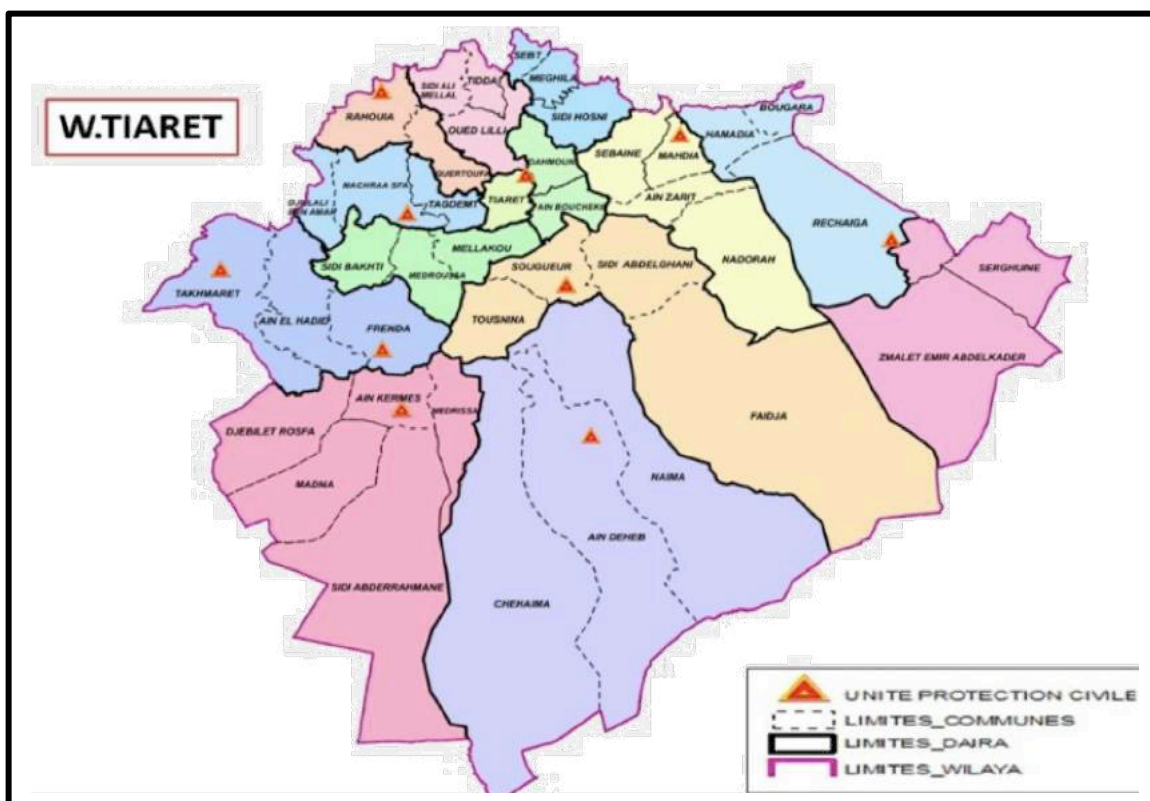 W.TIARET
SEBT
MEGHILA
TIDDA
SIDI ALI
MELLAL
SIDI HOSNI
RAHOUIA
OUED LILLI
BOUGARA
HAMADIA
SEBAINE
MAHDIA
DAHMOUNI
GUERTOUFA
MACHRAA SFA
TAGDEMT
TIARET
AIN BOUCHEKIF
AIN ZARIT
DJILALI
BEN AMAR
RECHAIGA
MELLAKOU
SIDI BAKHTI
MEDROUSSA
SOUGUEUR
SIDI ABDELGHANI
NADORAH
SERGHUINE
TAKHMARET
AIN EL HADID
FRENDA
TOUSNINA
ZMALET EMIR ABDELKADER
AIN KERMES
MEDRISSA
FAIDJA
DJEBILET ROSFA
MADNA
NAIMA
AIN DEHEB
SIDI ABDERRAHMANE
CHEHAIMA
UNITE PROTECTION CIVILE
LIMITES_COMMUNES
LIMITES_DAIRA
LIMITES_WILAYA